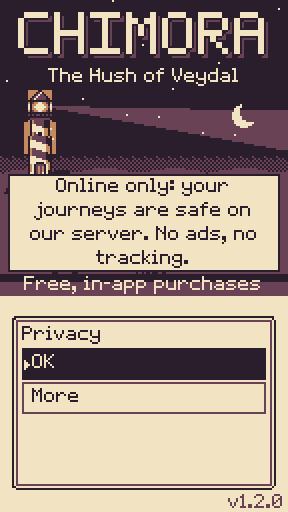 CHIMORA
The Hush of Veydal
Online only: your
journeys are safe on
our server. No ads, no
tracking.
Free, in-app purchases
Privacy
OK
More
v1.2.0